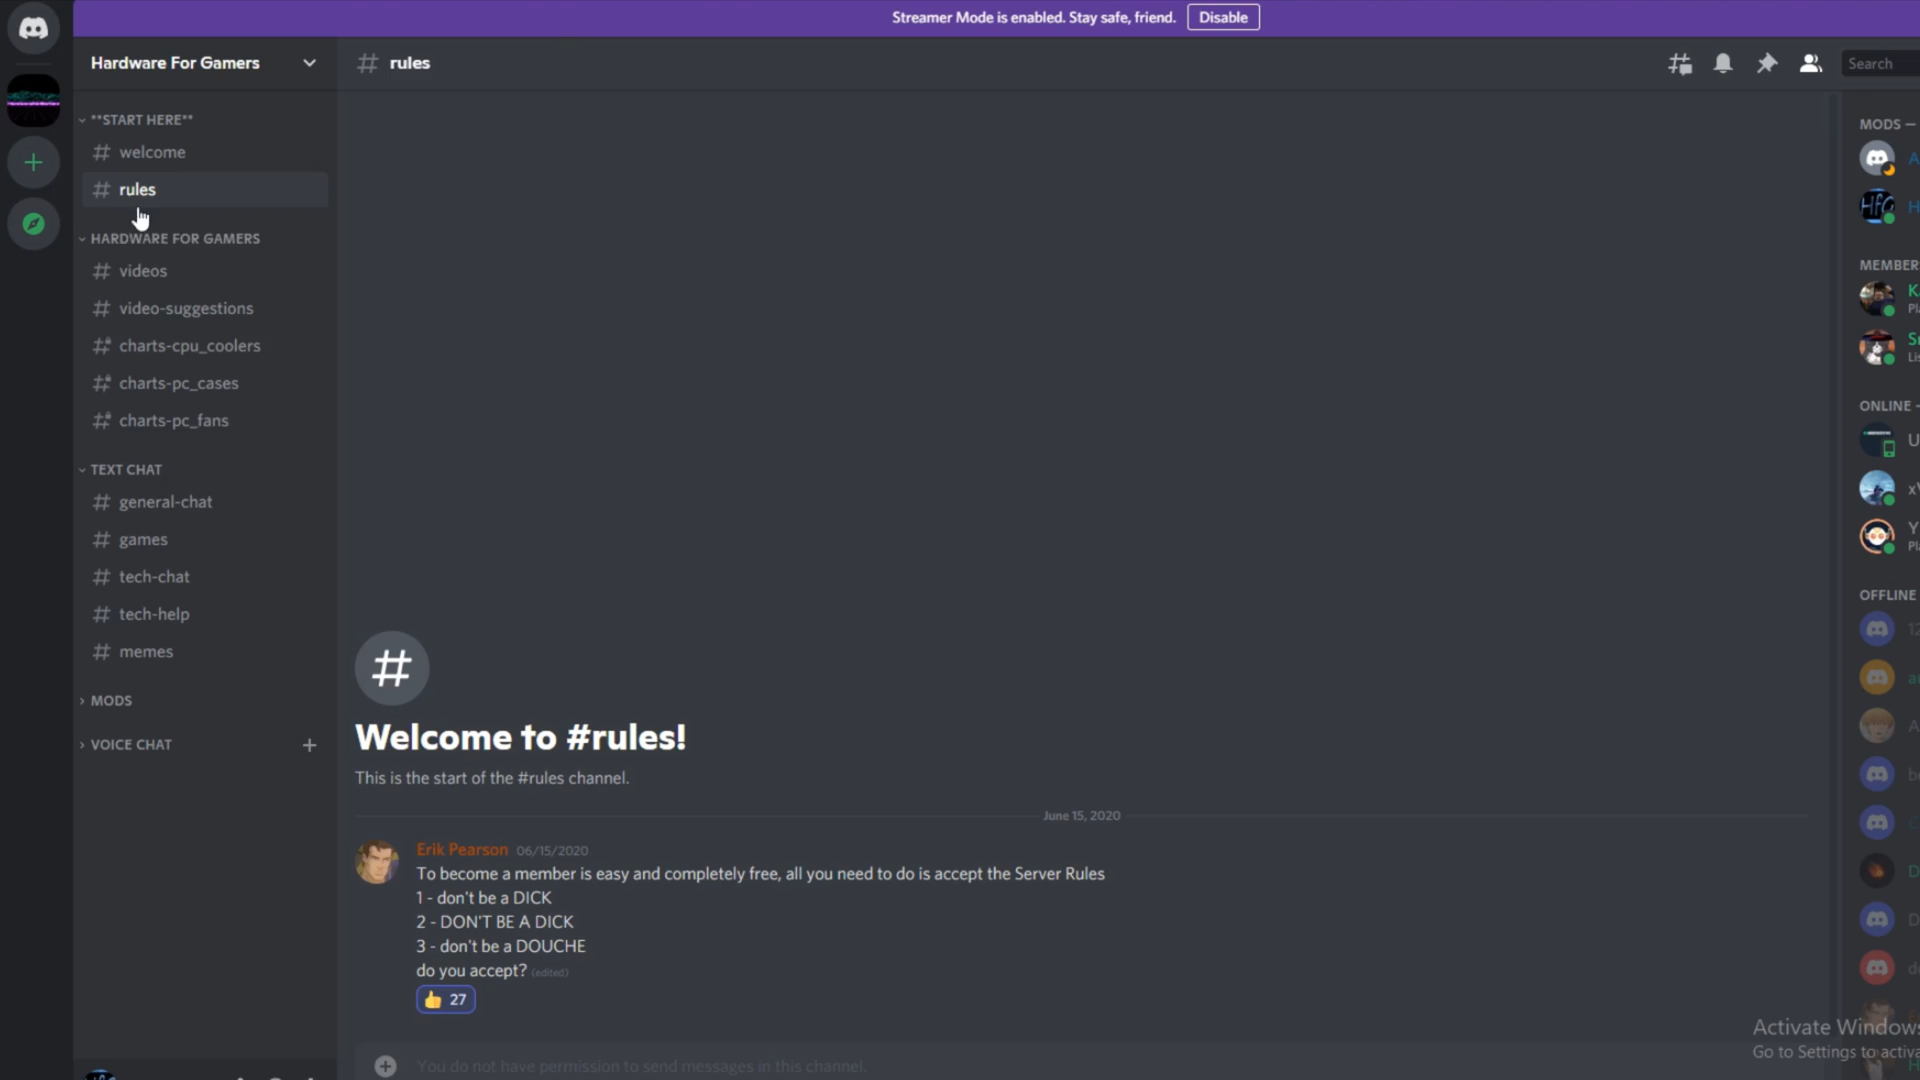 Streamer Mode is enabled. Stay safe, friend. Disable
Hardware For Gamers
rules
Search
**START HERE**
welcome
rules
HARDWARE FOR GAMERS
videos
video-suggestions
charts-cpu_coolers
charts-pc_cases
charts-pc_fans
TEXT CHAT
general-chat
games
tech-chat
tech-help
memes
MODS
VOICE CHAT
#
Welcome to #rules!
This is the start of the #rules channel.
June 15, 2020
Erik Pearson 06/15/2020
To become a member is easy and completely free, all you need to do is accept the Server Rules
1 - don't be a DICK
2 - DON'T BE A DICK
3 - don't be a DOUCHE
do you accept? (edited)
👍 27
You do not have permission to send messages in this channel.
MODS —
HFG
MEMBERS
ONLINE -
OFFLINE
Activate Windows
Go to Settings to activa